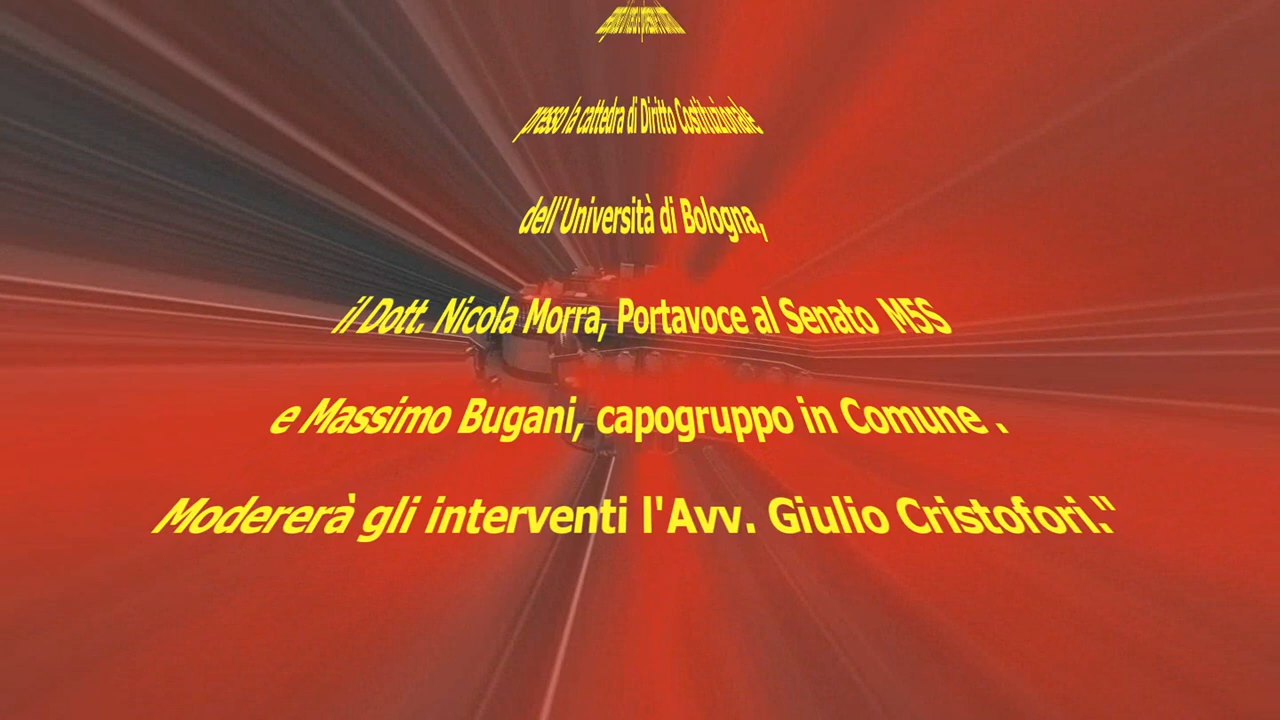 presso la cattedra di Diritto Costituizionale
dell'Università di Bologna,
il Dott. Nicola Morra, Portavoce al Senato M5S
e Massimo Bugani, capogruppo in Comune .
Modererà gli interventi l'Avv. Giulio Cristofori."